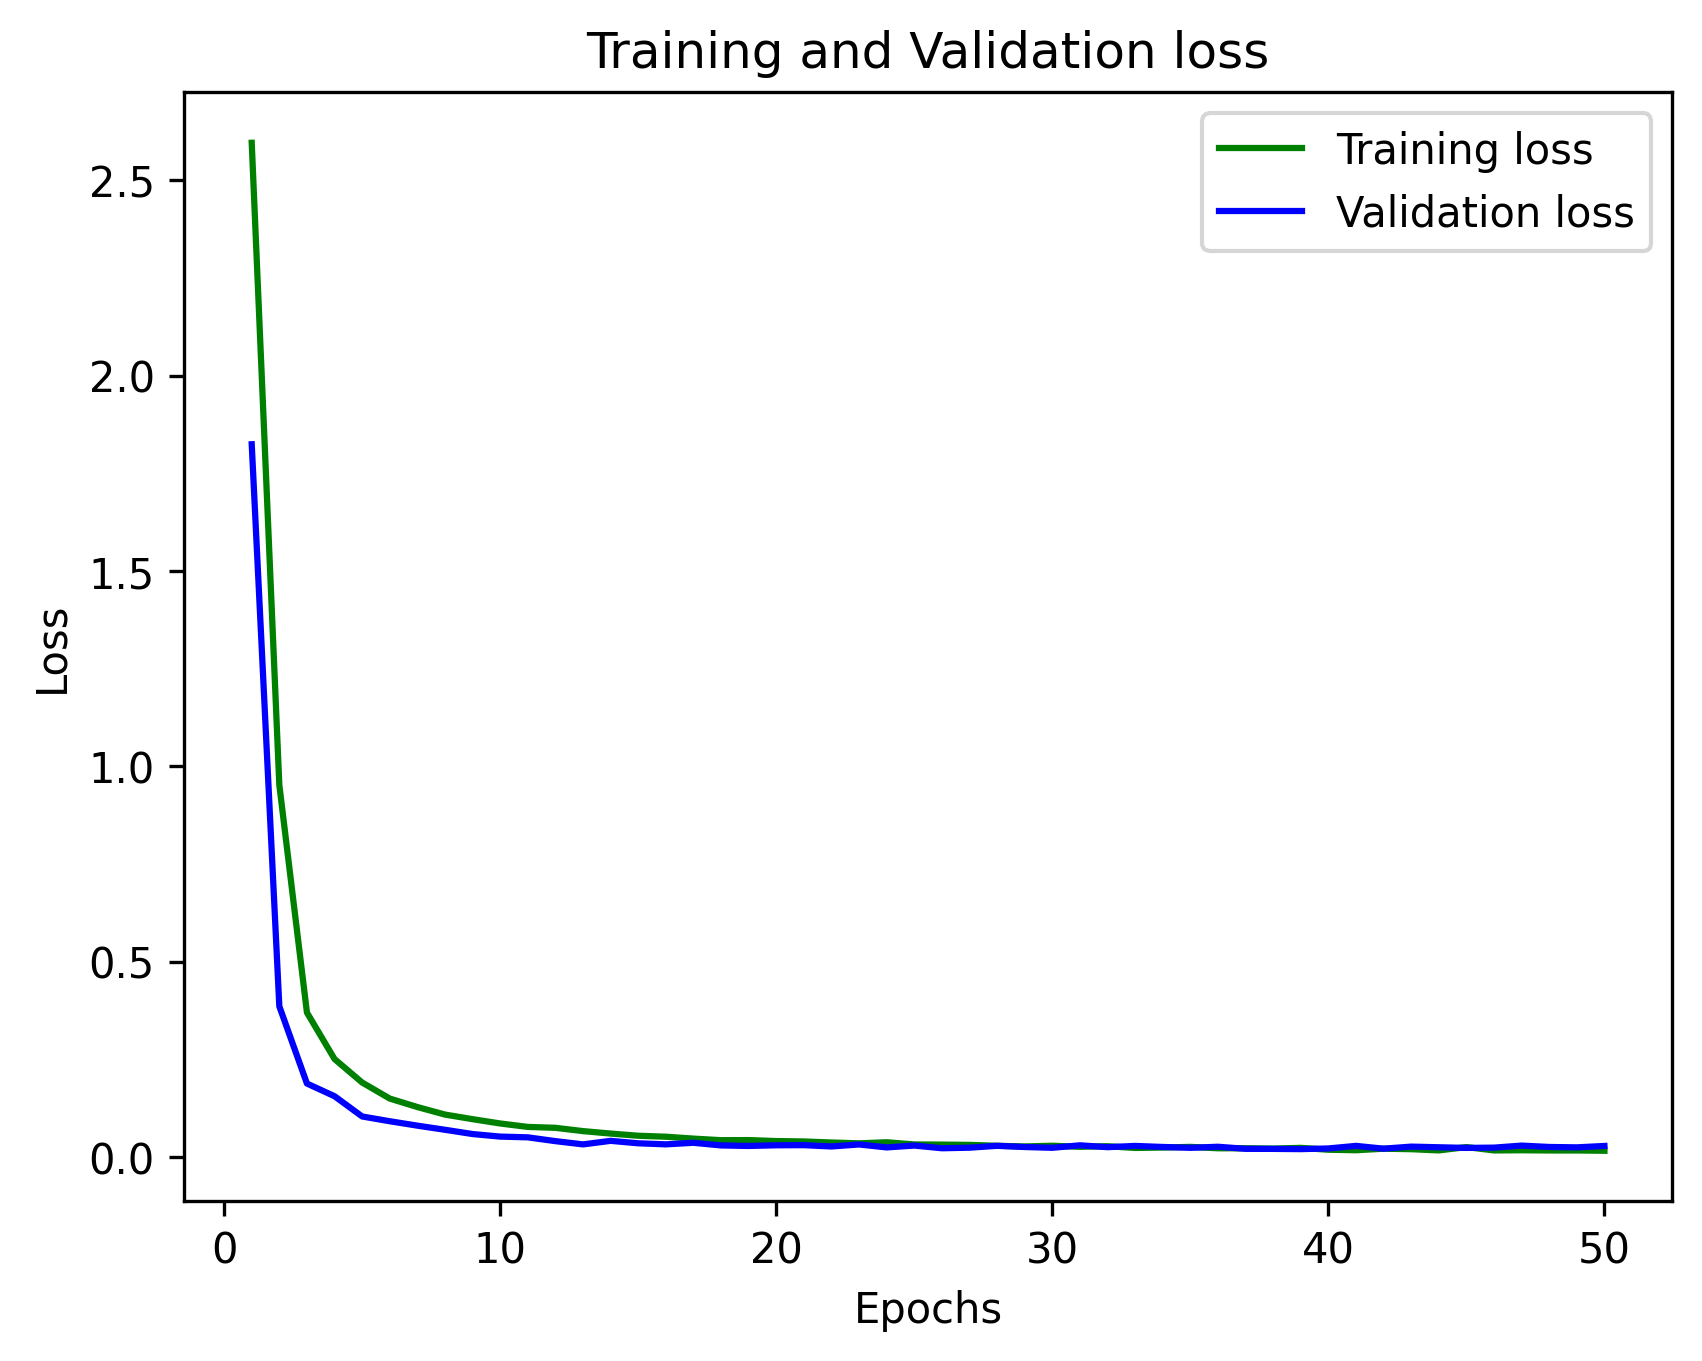 Training and Validation loss
Training loss
Validation loss
2.5
2.0
1.5
1.0
0.5
0.0
Loss
0 10 20 30 40 50
Epochs